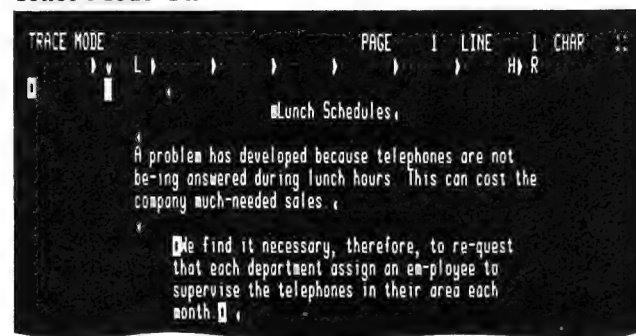 TRACE MODE PAGE 1 LINE 1 CHAR
L H R
Lunch Schedules
A problem has developed because telephones are not
be-ing answered during lunch hours. This can cost the
company much-needed sales.
We find it necessary, therefore, to re-quest
that each department assign an em-ployee to
supervise the telephones in their area each
month.